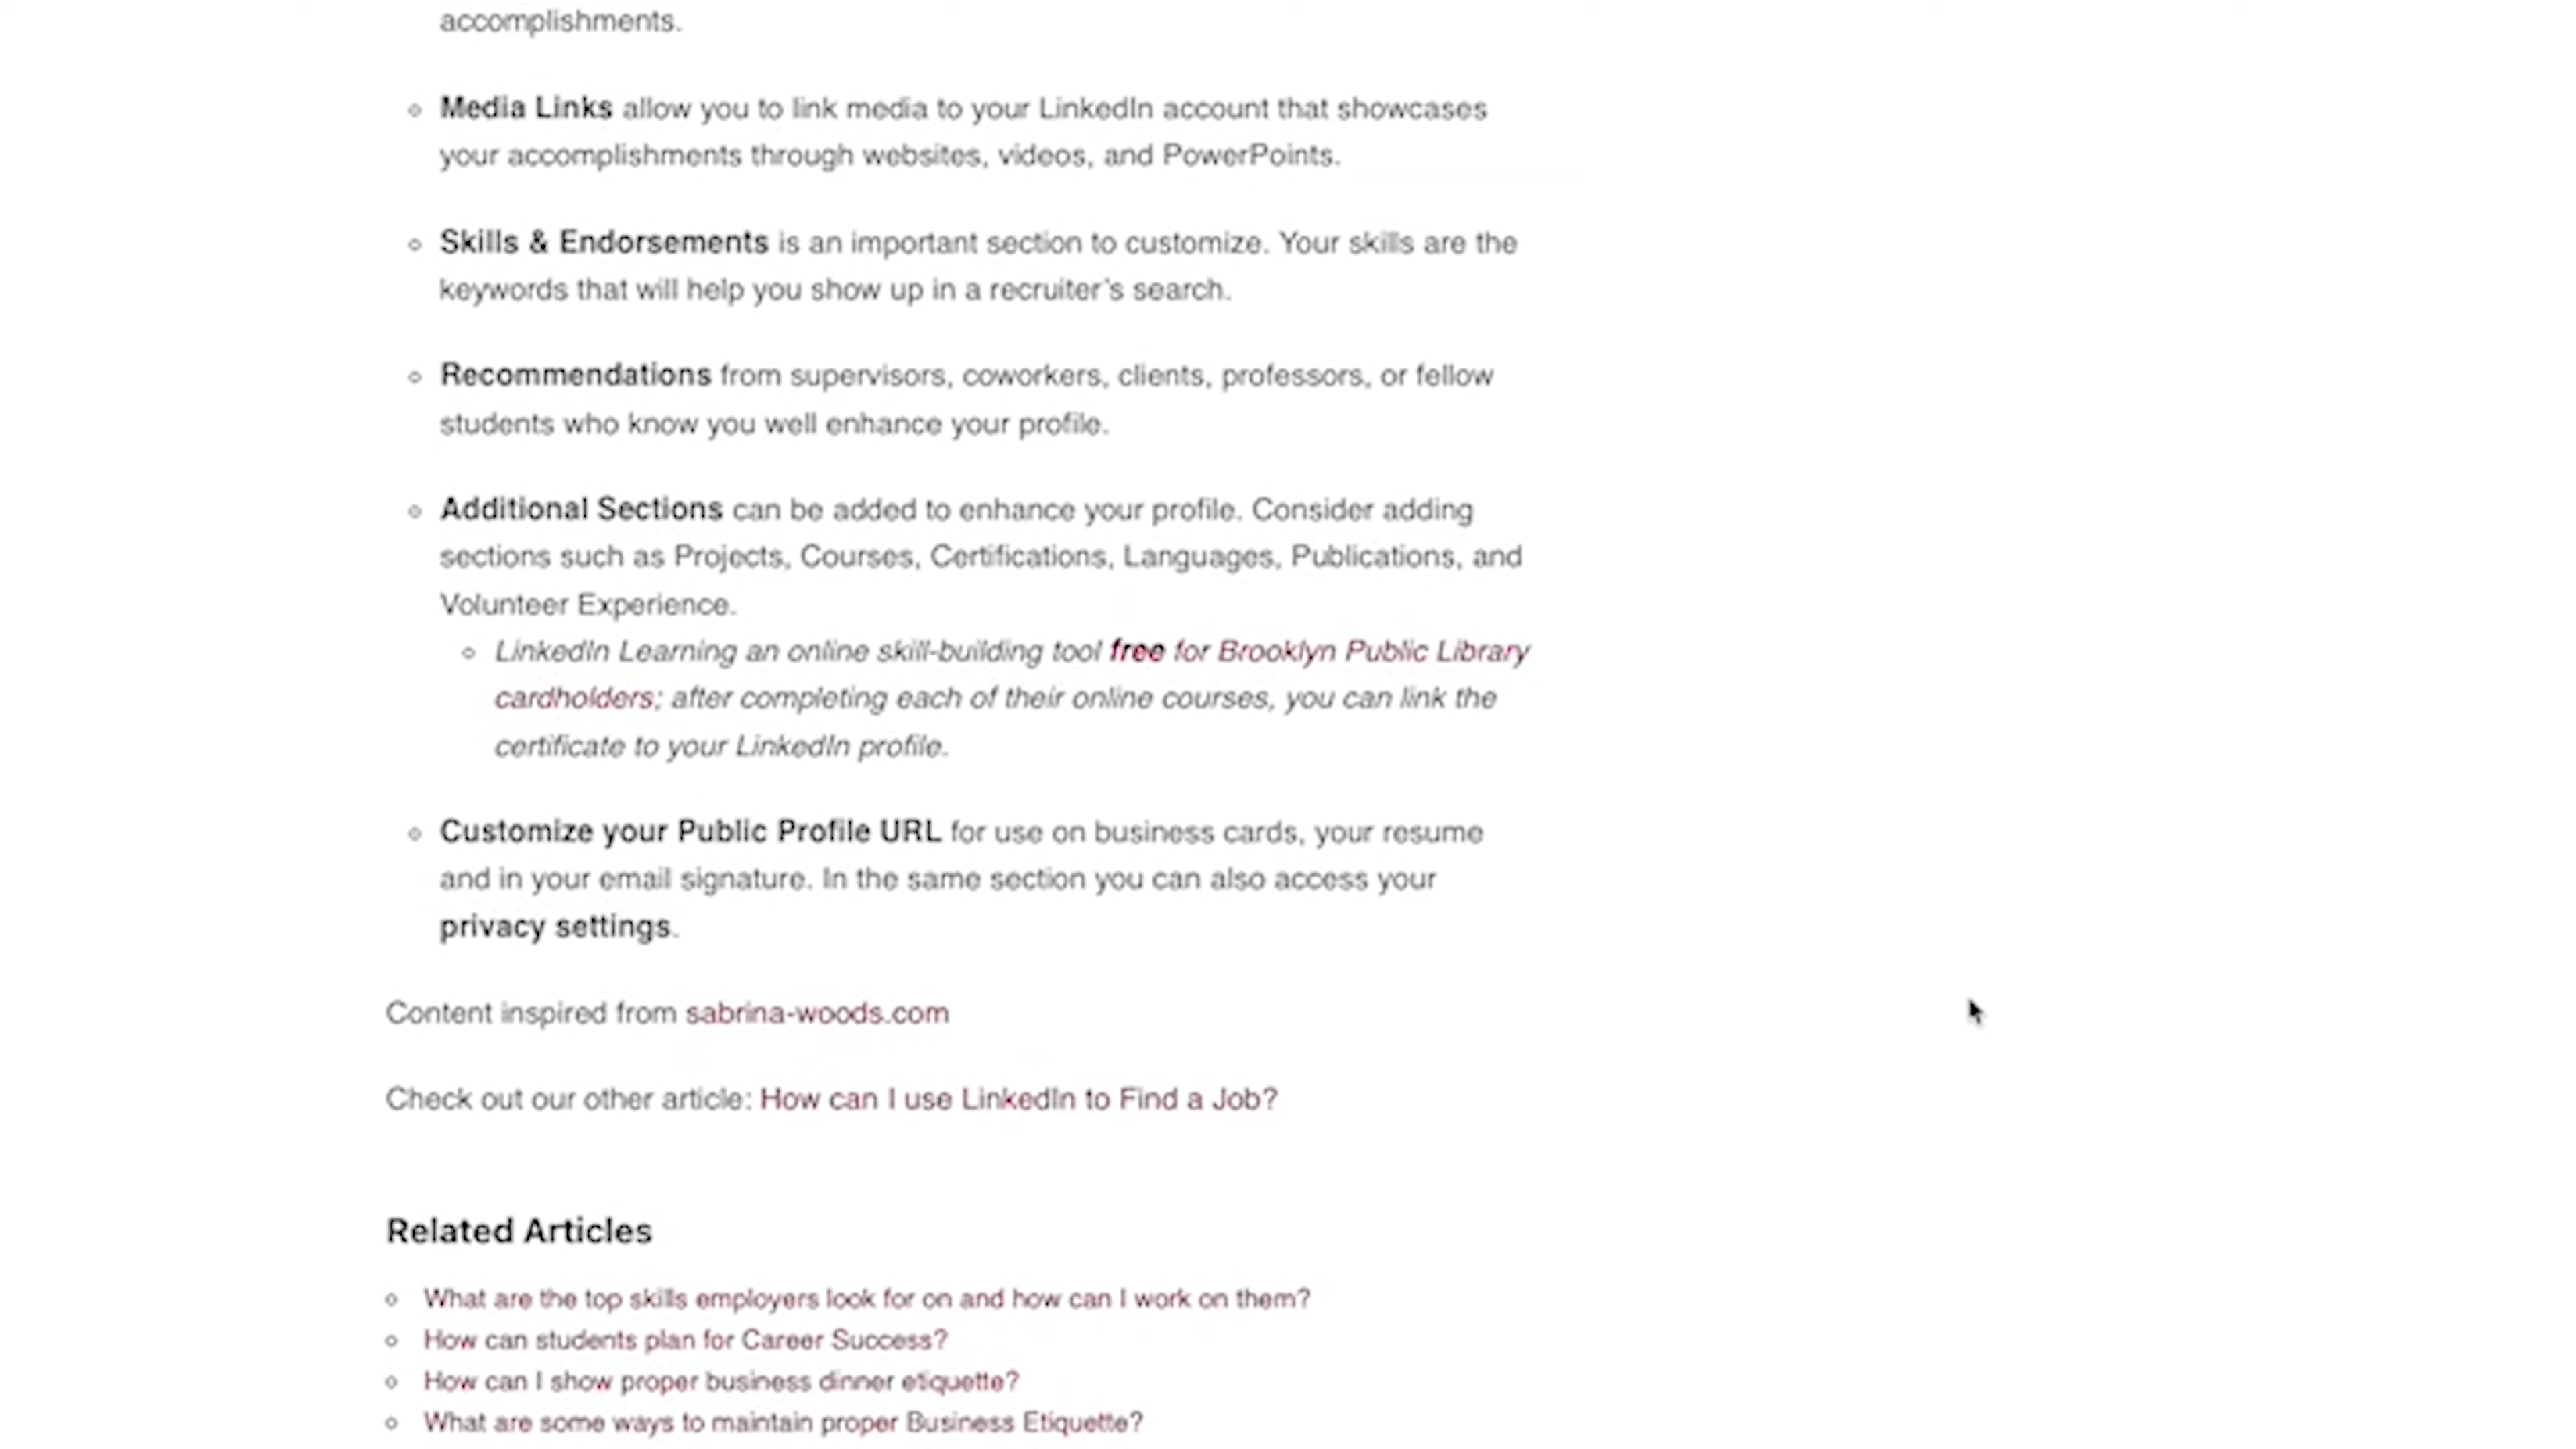 accomplishments.
Media Links allow you to link media to your LinkedIn account that showcases
your accomplishments through websites, videos, and PowerPoints.
Skills & Endorsements is an important section to customize. Your skills are the
keywords that will help you show up in a recruiter's search.
Recommendations from supervisors, coworkers, clients, professors, or fellow
students who know you well enhance your profile.
Additional Sections can be added to enhance your profile. Consider adding
sections such as Projects, Courses, Certifications, Languages, Publications, and
Volunteer Experience.
LinkedIn Learning an online skill-building tool free for Brooklyn Public Library
cardholders; after completing each of their online courses, you can link the
certificate to your LinkedIn profile.
Customize your Public Profile URL for use on business cards, your resume
and in your email signature. In the same section you can also access your
privacy settings.
Content inspired from sabrina-woods.com
Check out our other article: How can I use LinkedIn to Find a Job?
Related Articles
What are the top skills employers look for on and how can I work on them?
How can students plan for Career Success?
How can I show proper business dinner etiquette?
What are some ways to maintain proper Business Etiquette?